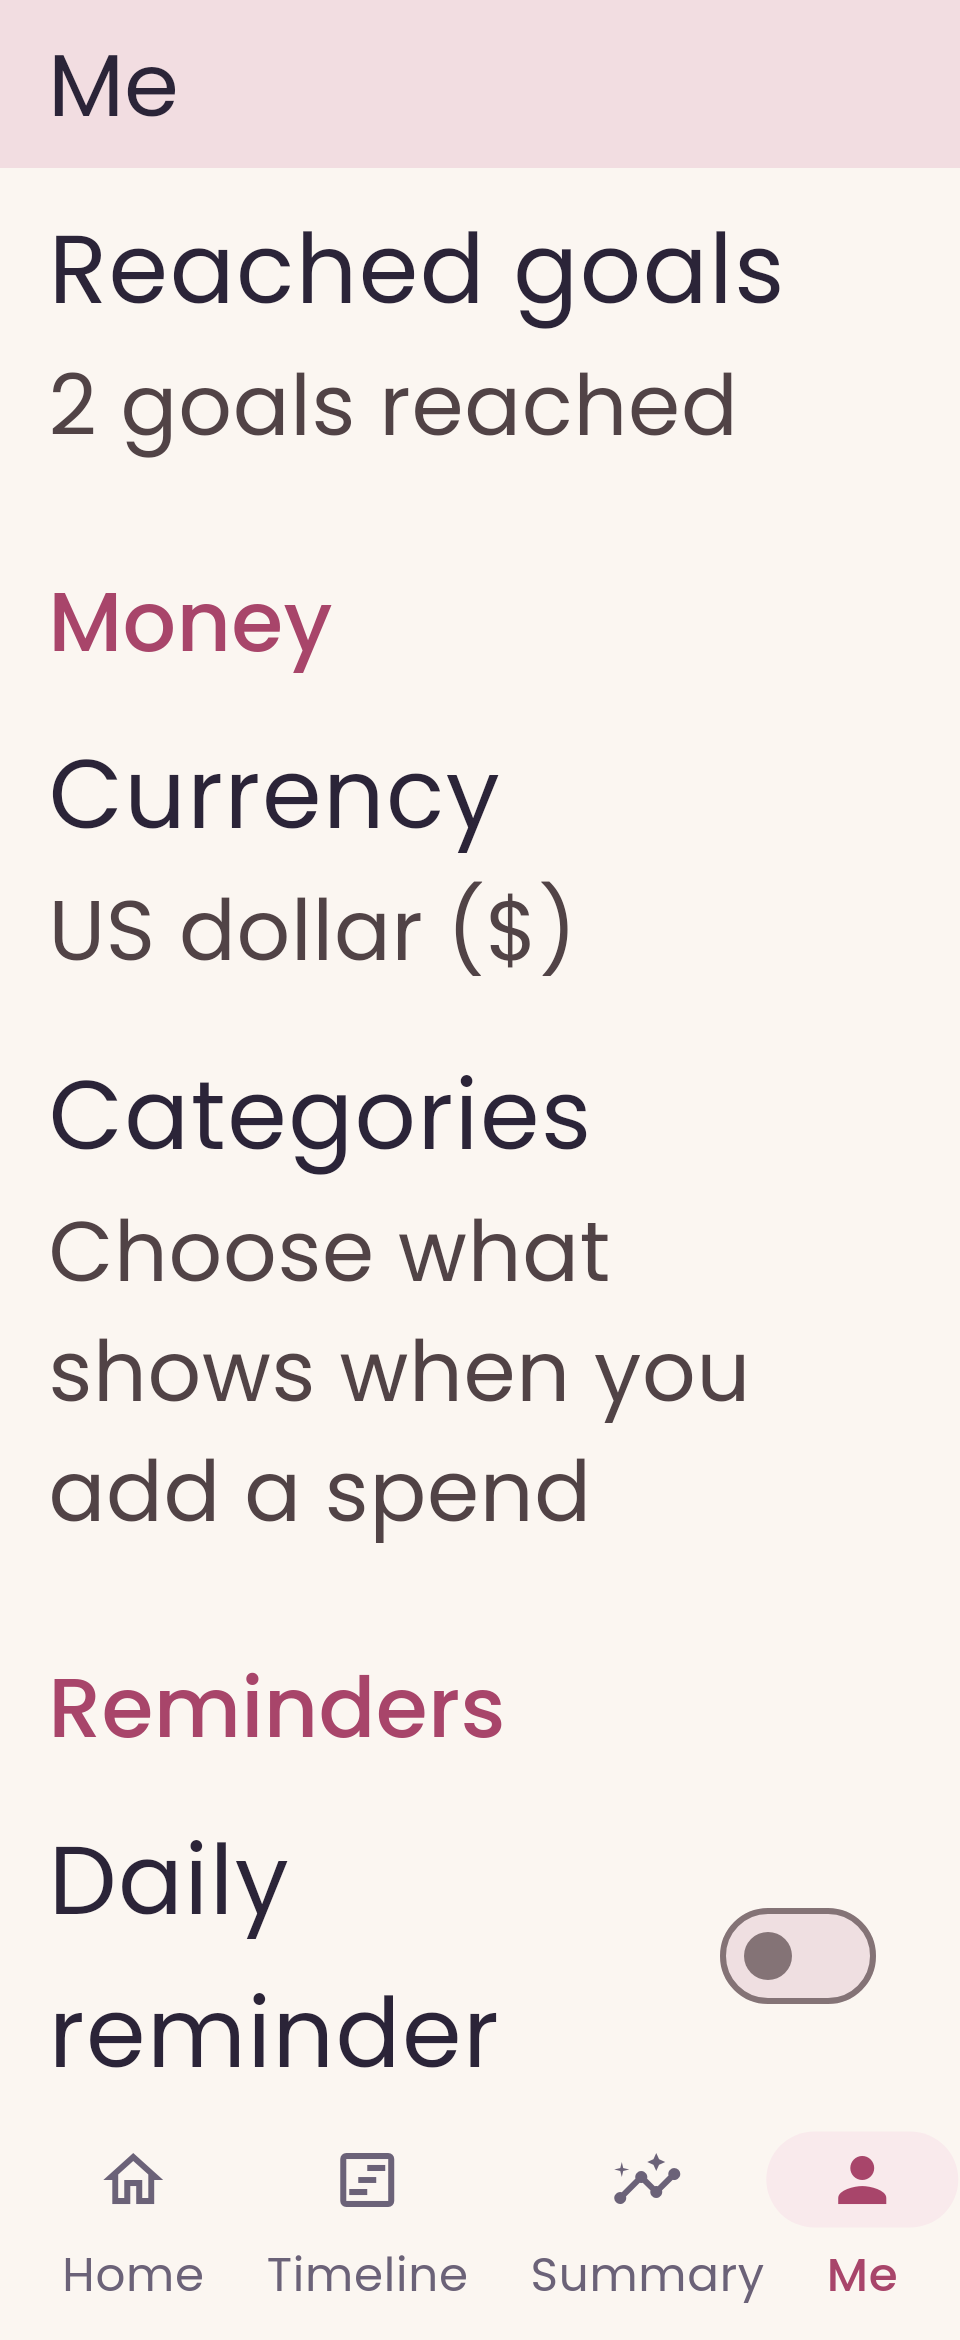 Me
Reached goals
2 goals reached
Money
Currency
US dollar ($)
Categories
Choose what
shows when you
add a spend
Reminders
Daily
reminder
Home
Timeline
Summary
Me